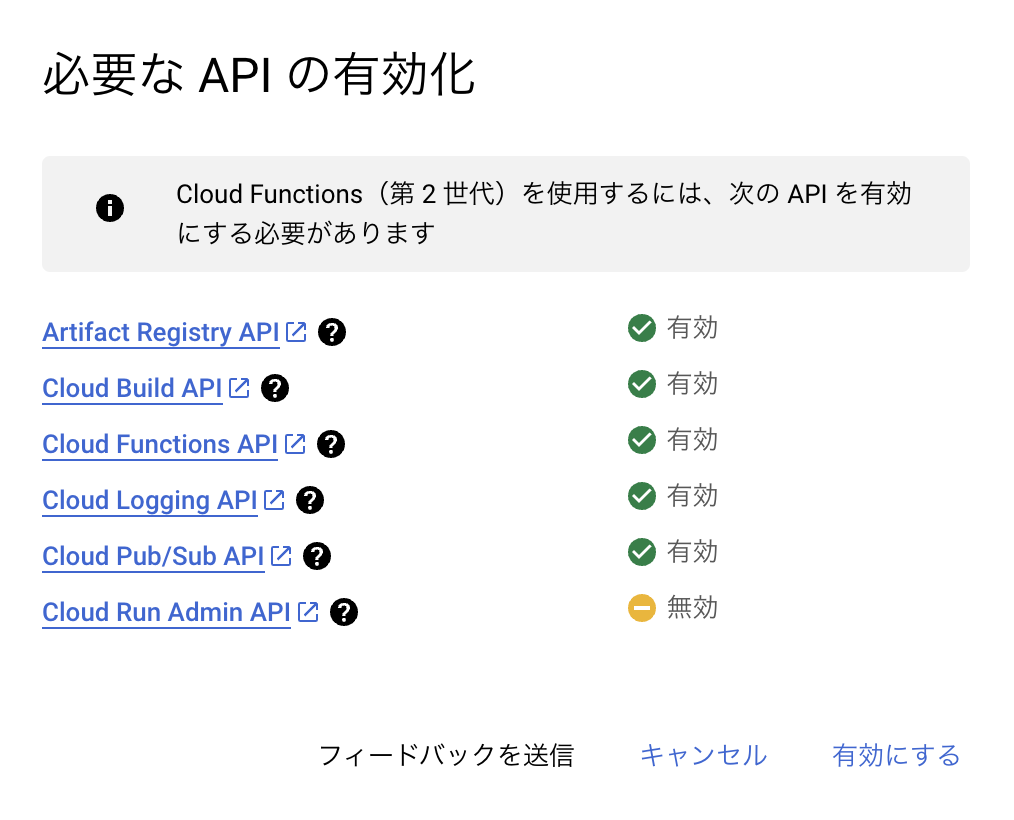 必要な API の有効化
Cloud Functions（第 2 世代）を使用するには、次の API を有効
にする必要があります
Artifact Registry API 有効
Cloud Build API 有効
Cloud Functions API 有効
Cloud Logging API 有効
Cloud Pub/Sub API 有効
Cloud Run Admin API 無効
フィードバックを送信 キャンセル 有効にする